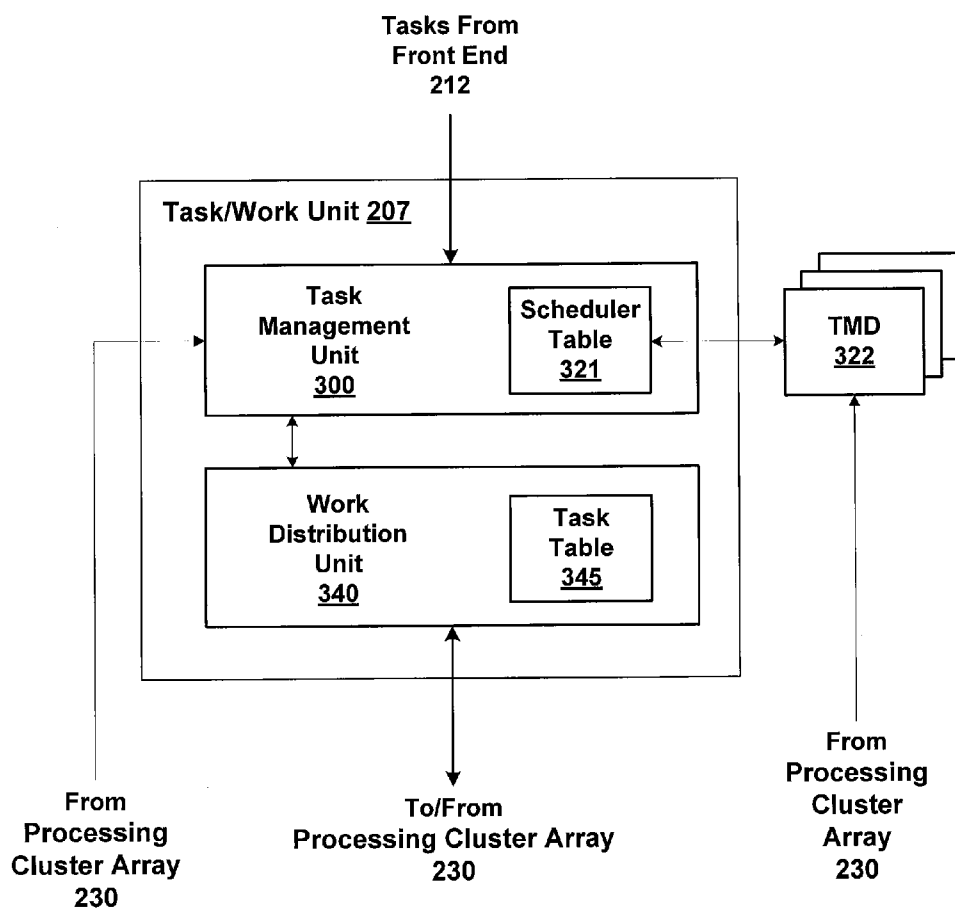 Tasks From
Front End
212
Task/Work Unit 207
Task
Management
Unit
300
Scheduler
Table
321
TMD
322
Work
Distribution
Unit
340
Task
Table
345
From
Processing
Cluster Array
230
To/From
Processing Cluster Array
230
From
Processing
Cluster
Array
230